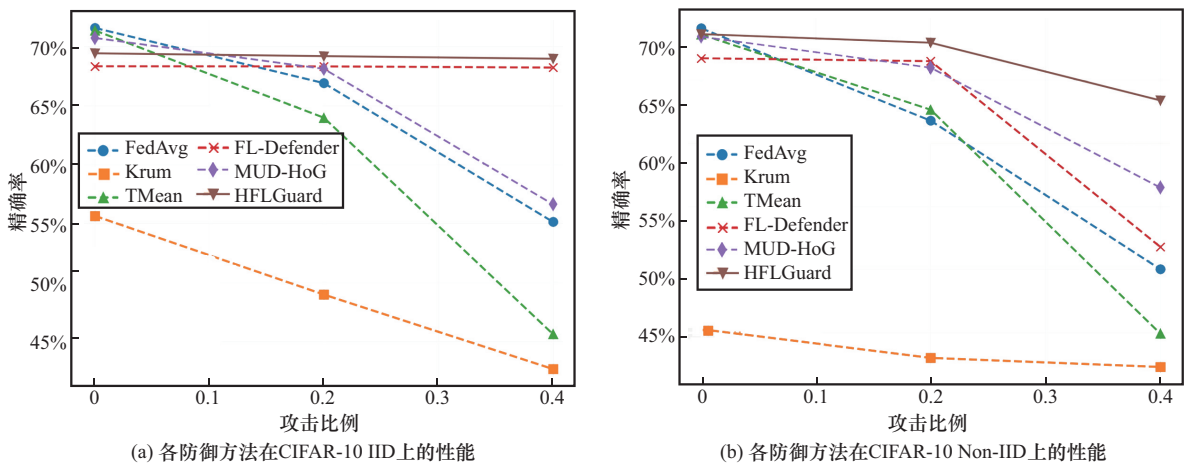 70%
65%
60%
55%
50%
45%
精确率
FedAvg
Krum
TMean
FL-Defender
MUD-HoG
HFLGuard
0 0.1 0.2 0.3 0.4
攻击比例
(a) 各防御方法在CIFAR-10 IID上的性能
70%
65%
60%
55%
50%
45%
精确率
FedAvg
Krum
TMean
FL-Defender
MUD-HoG
HFLGuard
0 0.1 0.2 0.3 0.4
攻击比例
(b) 各防御方法在CIFAR-10 Non-IID上的性能